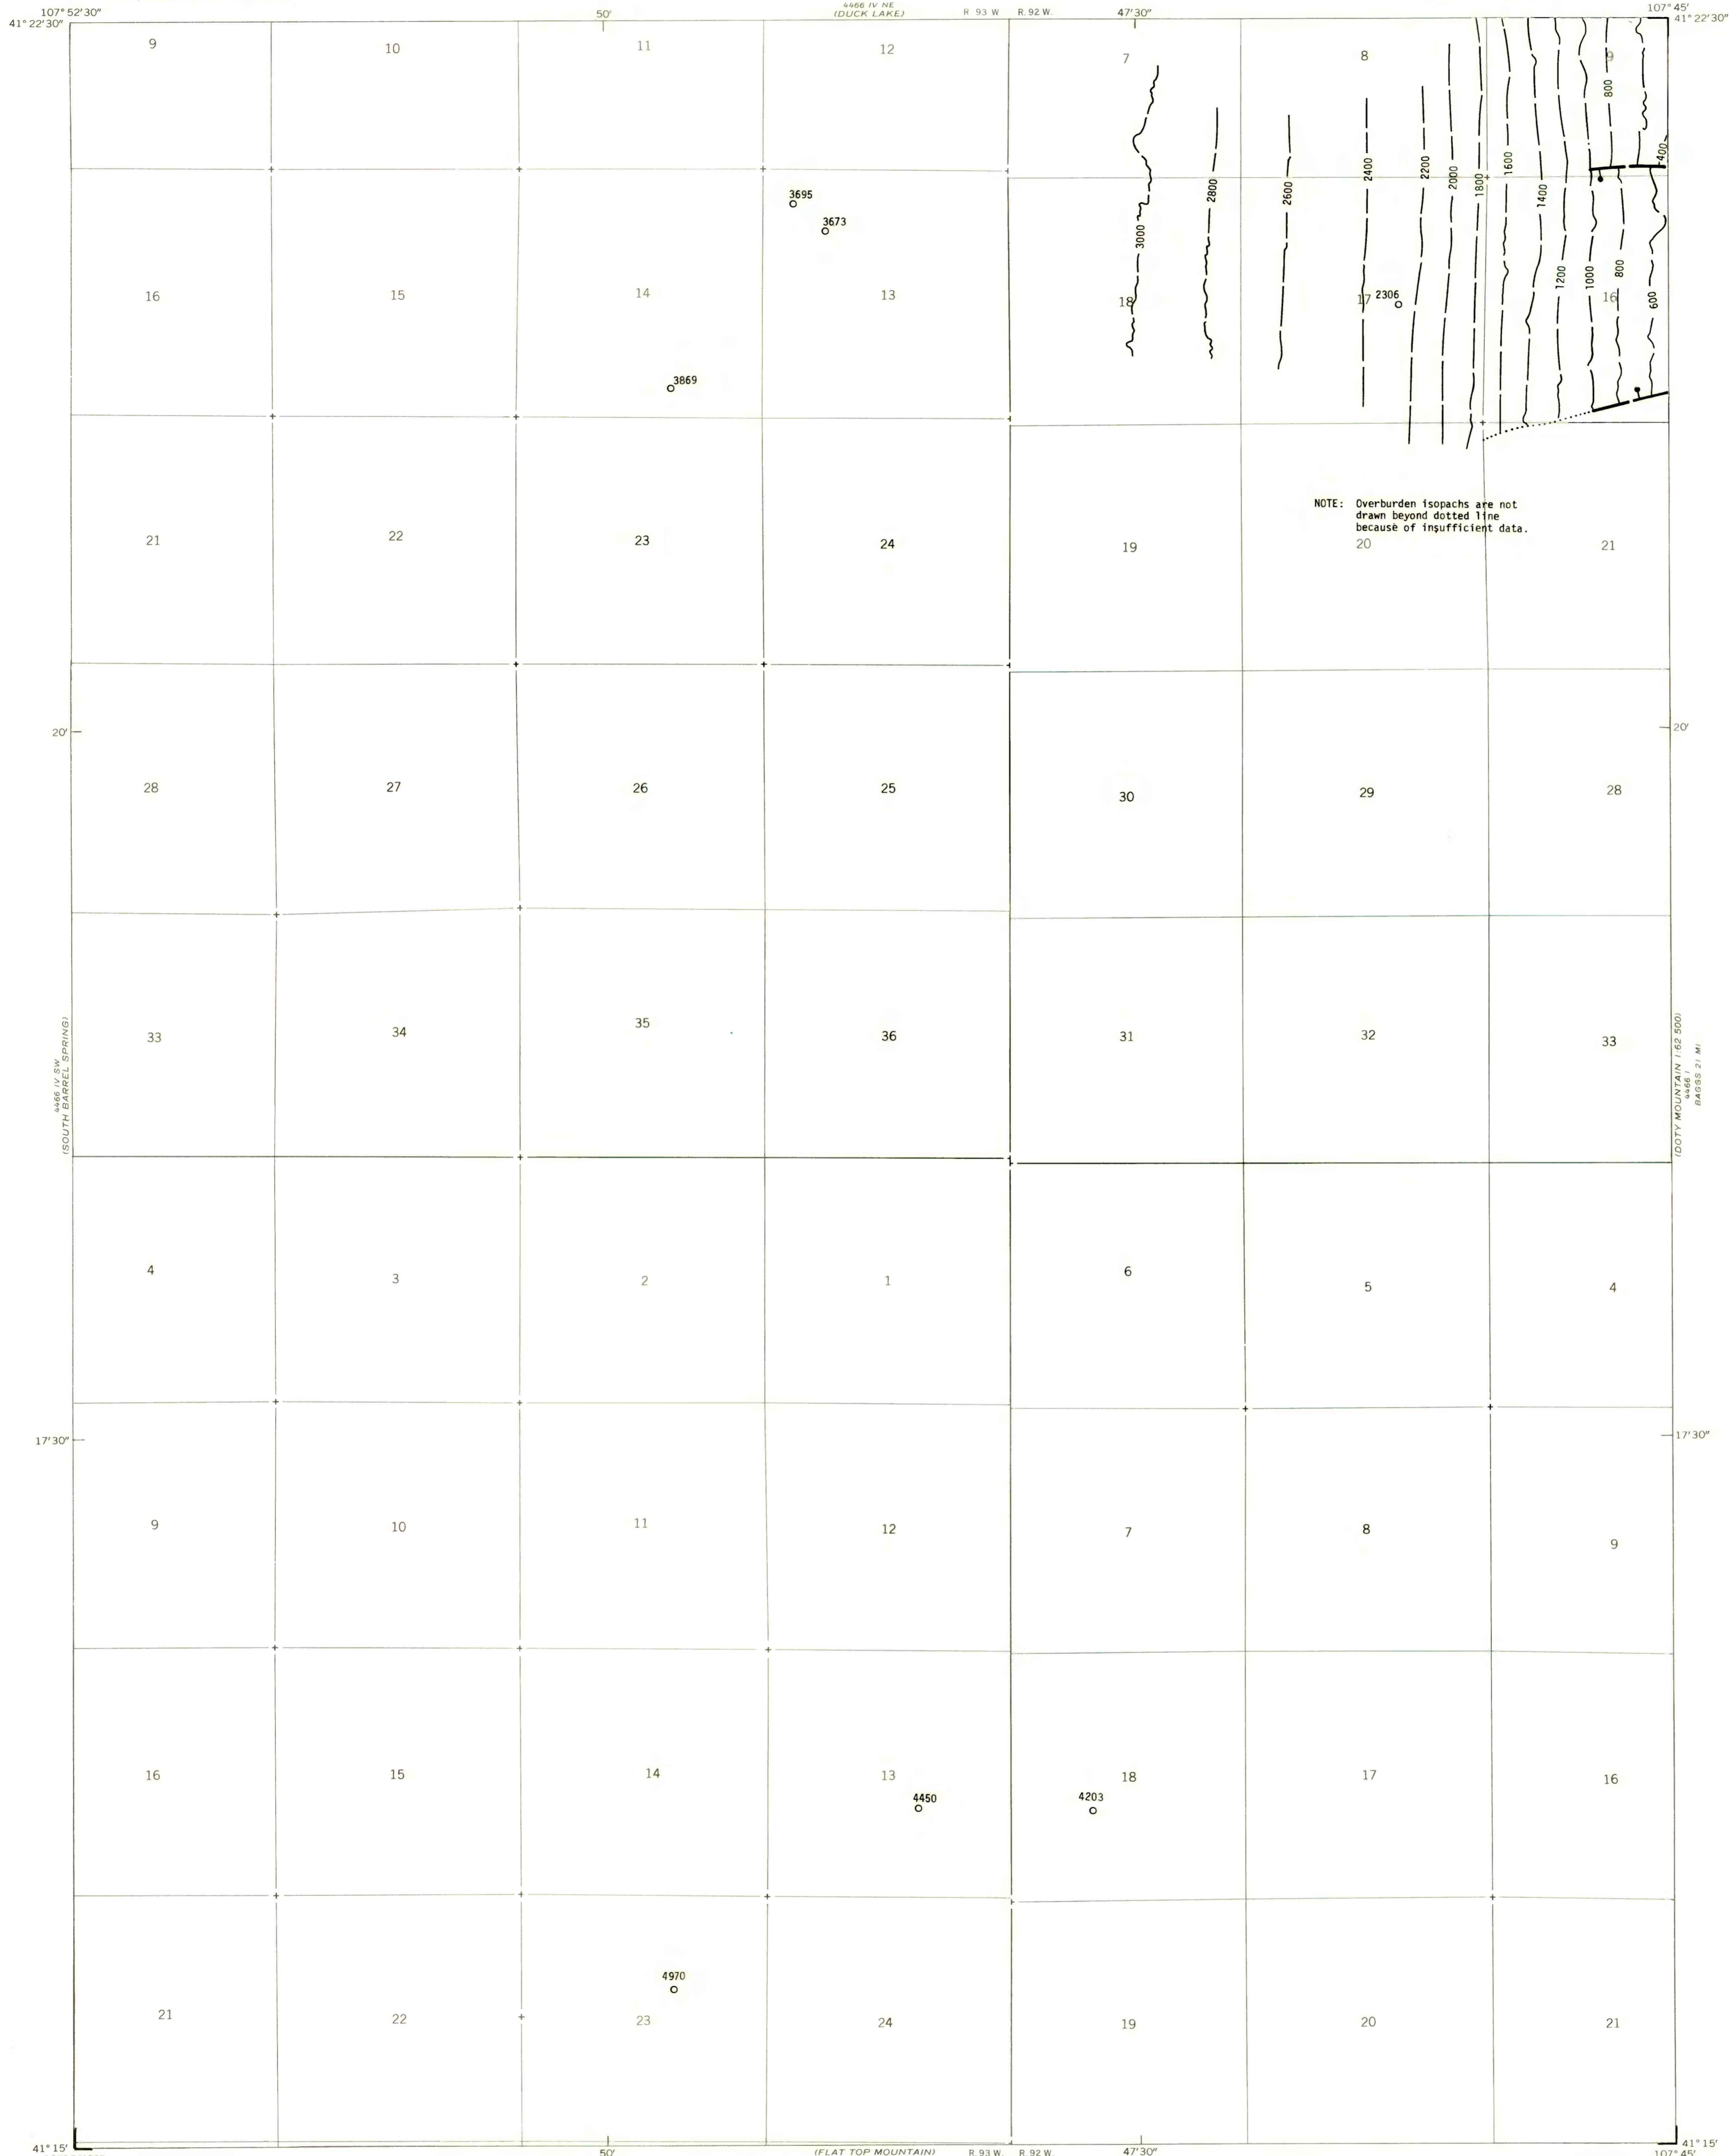 4466 IV NE
107°52'30" 50' (DUCK LAKE) R 93 W R. 92 W. 47'30" 107°45'
41°22'30" 41°22'30"
9 10 11 12 7 8 9
800
400
3695
3673
3000 2800 2600 2400 2200 2000 1800 1600 1400 1200 1000 800 600
16 15 14 13 18 17 2306 16
3869
NOTE: Overburden isopachs are not
drawn beyond dotted line
because of insufficient data.
21 22 23 24 19 20 21
20' 20'
28 27 26 25 30 29 28
33 34 35 36 31 32 33
4466 IV SW
(SOUTH BARREL SPRING)
(DOTY MOUNTAIN 1:62 500)
4466 I
BAGGS 21 MI
4 3 2 1 6 5 4
17'30" 17'30"
9 10 11 12 7 8 9
16 15 14 13 18 17 16
4450 4203
4970
21 22 23 24 19 20 21
41°15' 41°15'
50' (FLAT TOP MOUNTAIN) R. 93 W. R. 92 W. 47'30" 107°45'